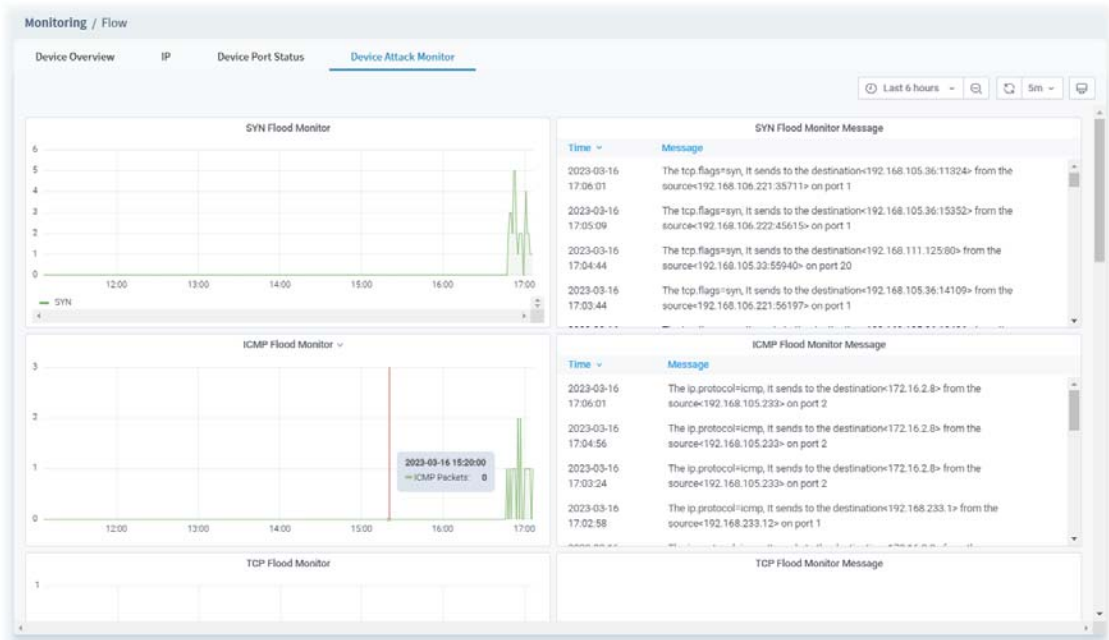 Monitoring / Flow
Device Overview IP Device Port Status Device Attack Monitor
Last 6 hours 5m
SYN Flood Monitor
6
5
4
3
2
1
0
12:00 13:00 14:00 15:00 16:00 17:00
SYN
SYN Flood Monitor Message
Time Message
2023-03-16 The tcp.flags=syn, It sends to the destination<192.168.105.36:11324> from the
17:06:01 source<192.168.106.221:35711> on port 1
2023-03-16 The tcp.flags=syn, It sends to the destination<192.168.105.36:15352> from the
17:05:09 source<192.168.106.222:45615> on port 1
2023-03-16 The tcp.flags=syn, It sends to the destination<192.168.111.125:80> from the
17:04:44 source<192.168.105.33:55940> on port 20
2023-03-16 The tcp.flags=syn, It sends to the destination<192.168.105.36:14109> from the
17:03:44 source<192.168.106.221:56197> on port 1
ICMP Flood Monitor
3
2
1
0
12:00 13:00 14:00 15:00 16:00 17:00
2023-03-16 15:20:00
ICMP Packets: 0
ICMP Flood Monitor Message
Time Message
2023-03-16 The ip.protocol=icmp, It sends to the destination<172.16.2.8> from the
17:06:01 source<192.168.105.233> on port 2
2023-03-16 The ip.protocol=icmp, It sends to the destination<172.16.2.8> from the
17:04:56 source<192.168.105.233> on port 2
2023-03-16 The ip.protocol=icmp, It sends to the destination<172.16.2.8> from the
17:03:24 source<192.168.105.233> on port 2
2023-03-16 The ip.protocol=icmp, It sends to the destination<192.168.233.1> from the
17:02:58 source<192.168.233.12> on port 1
TCP Flood Monitor
1
TCP Flood Monitor Message